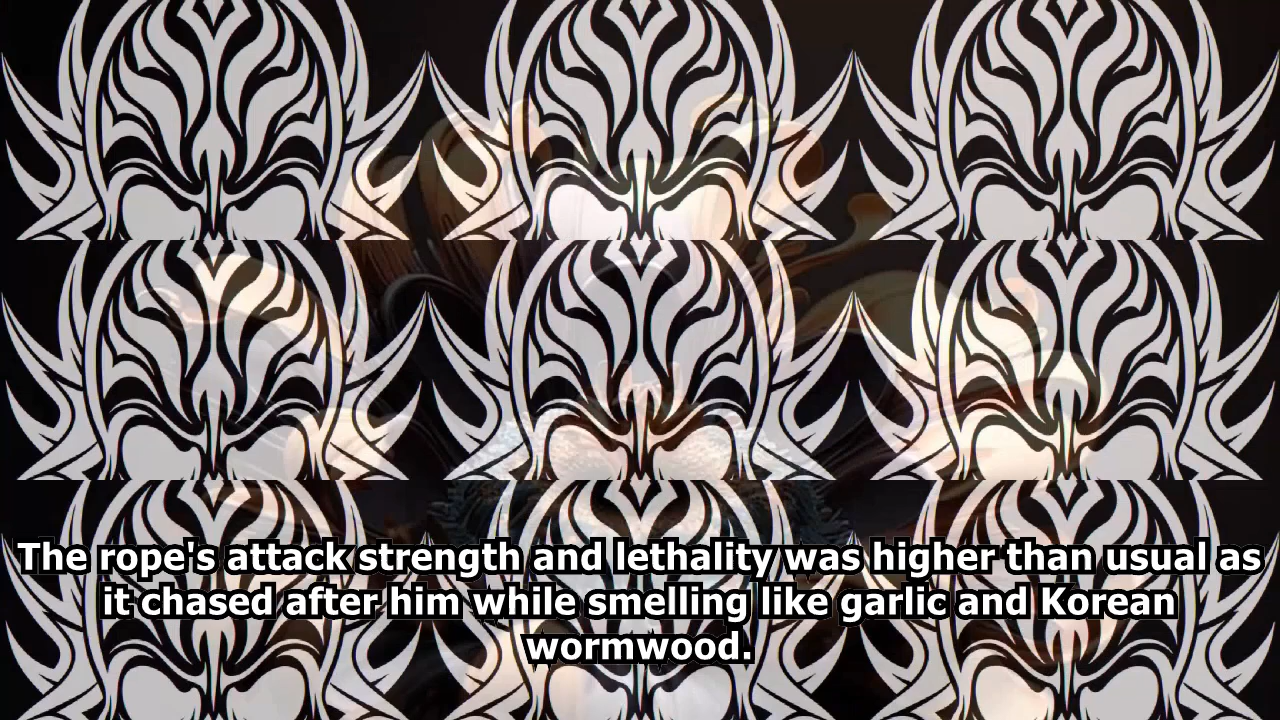 The rope's attack strength and lethality was higher than usual as
it chased after him while smelling like garlic and Korean
wormwood.